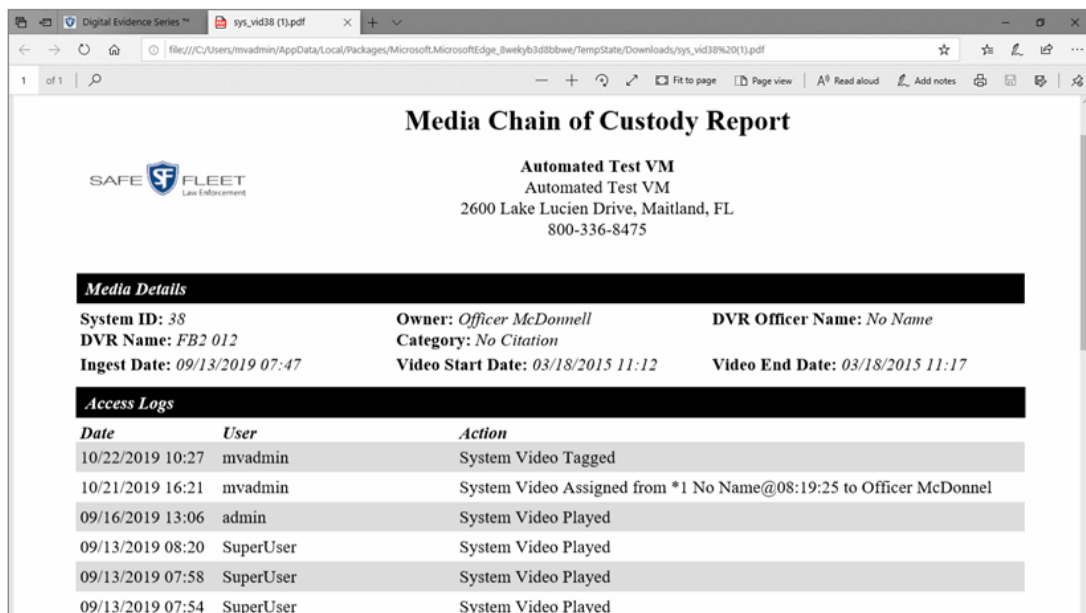 Digital Evidence Series ™
sys_vid38 (1).pdf
file:///C:/Users/mvadmin/AppData/Local/Packages/Microsoft.MicrosoftEdge_8wekyb3d8bbwe/TempState/Downloads/sys_vid38%20(1).pdf
1 of 1 Fit to page Page view Read aloud Add notes
Media Chain of Custody Report
SAFE SF FLEET
Law Enforcement
Automated Test VM
Automated Test VM
2600 Lake Lucien Drive, Maitland, FL
800-336-8475
Media Details
System ID: 38 Owner: Officer McDonnell DVR Officer Name: No Name
DVR Name: FB2 012 Category: No Citation
Ingest Date: 09/13/2019 07:47 Video Start Date: 03/18/2015 11:12 Video End Date: 03/18/2015 11:17
Access Logs
Date User Action
10/22/2019 10:27 mvadmin System Video Tagged
10/21/2019 16:21 mvadmin System Video Assigned from *1 No Name@08:19:25 to Officer McDonnel
09/16/2019 13:06 admin System Video Played
09/13/2019 08:20 SuperUser System Video Played
09/13/2019 07:58 SuperUser System Video Played
09/13/2019 07:54 SuperUser System Video Played